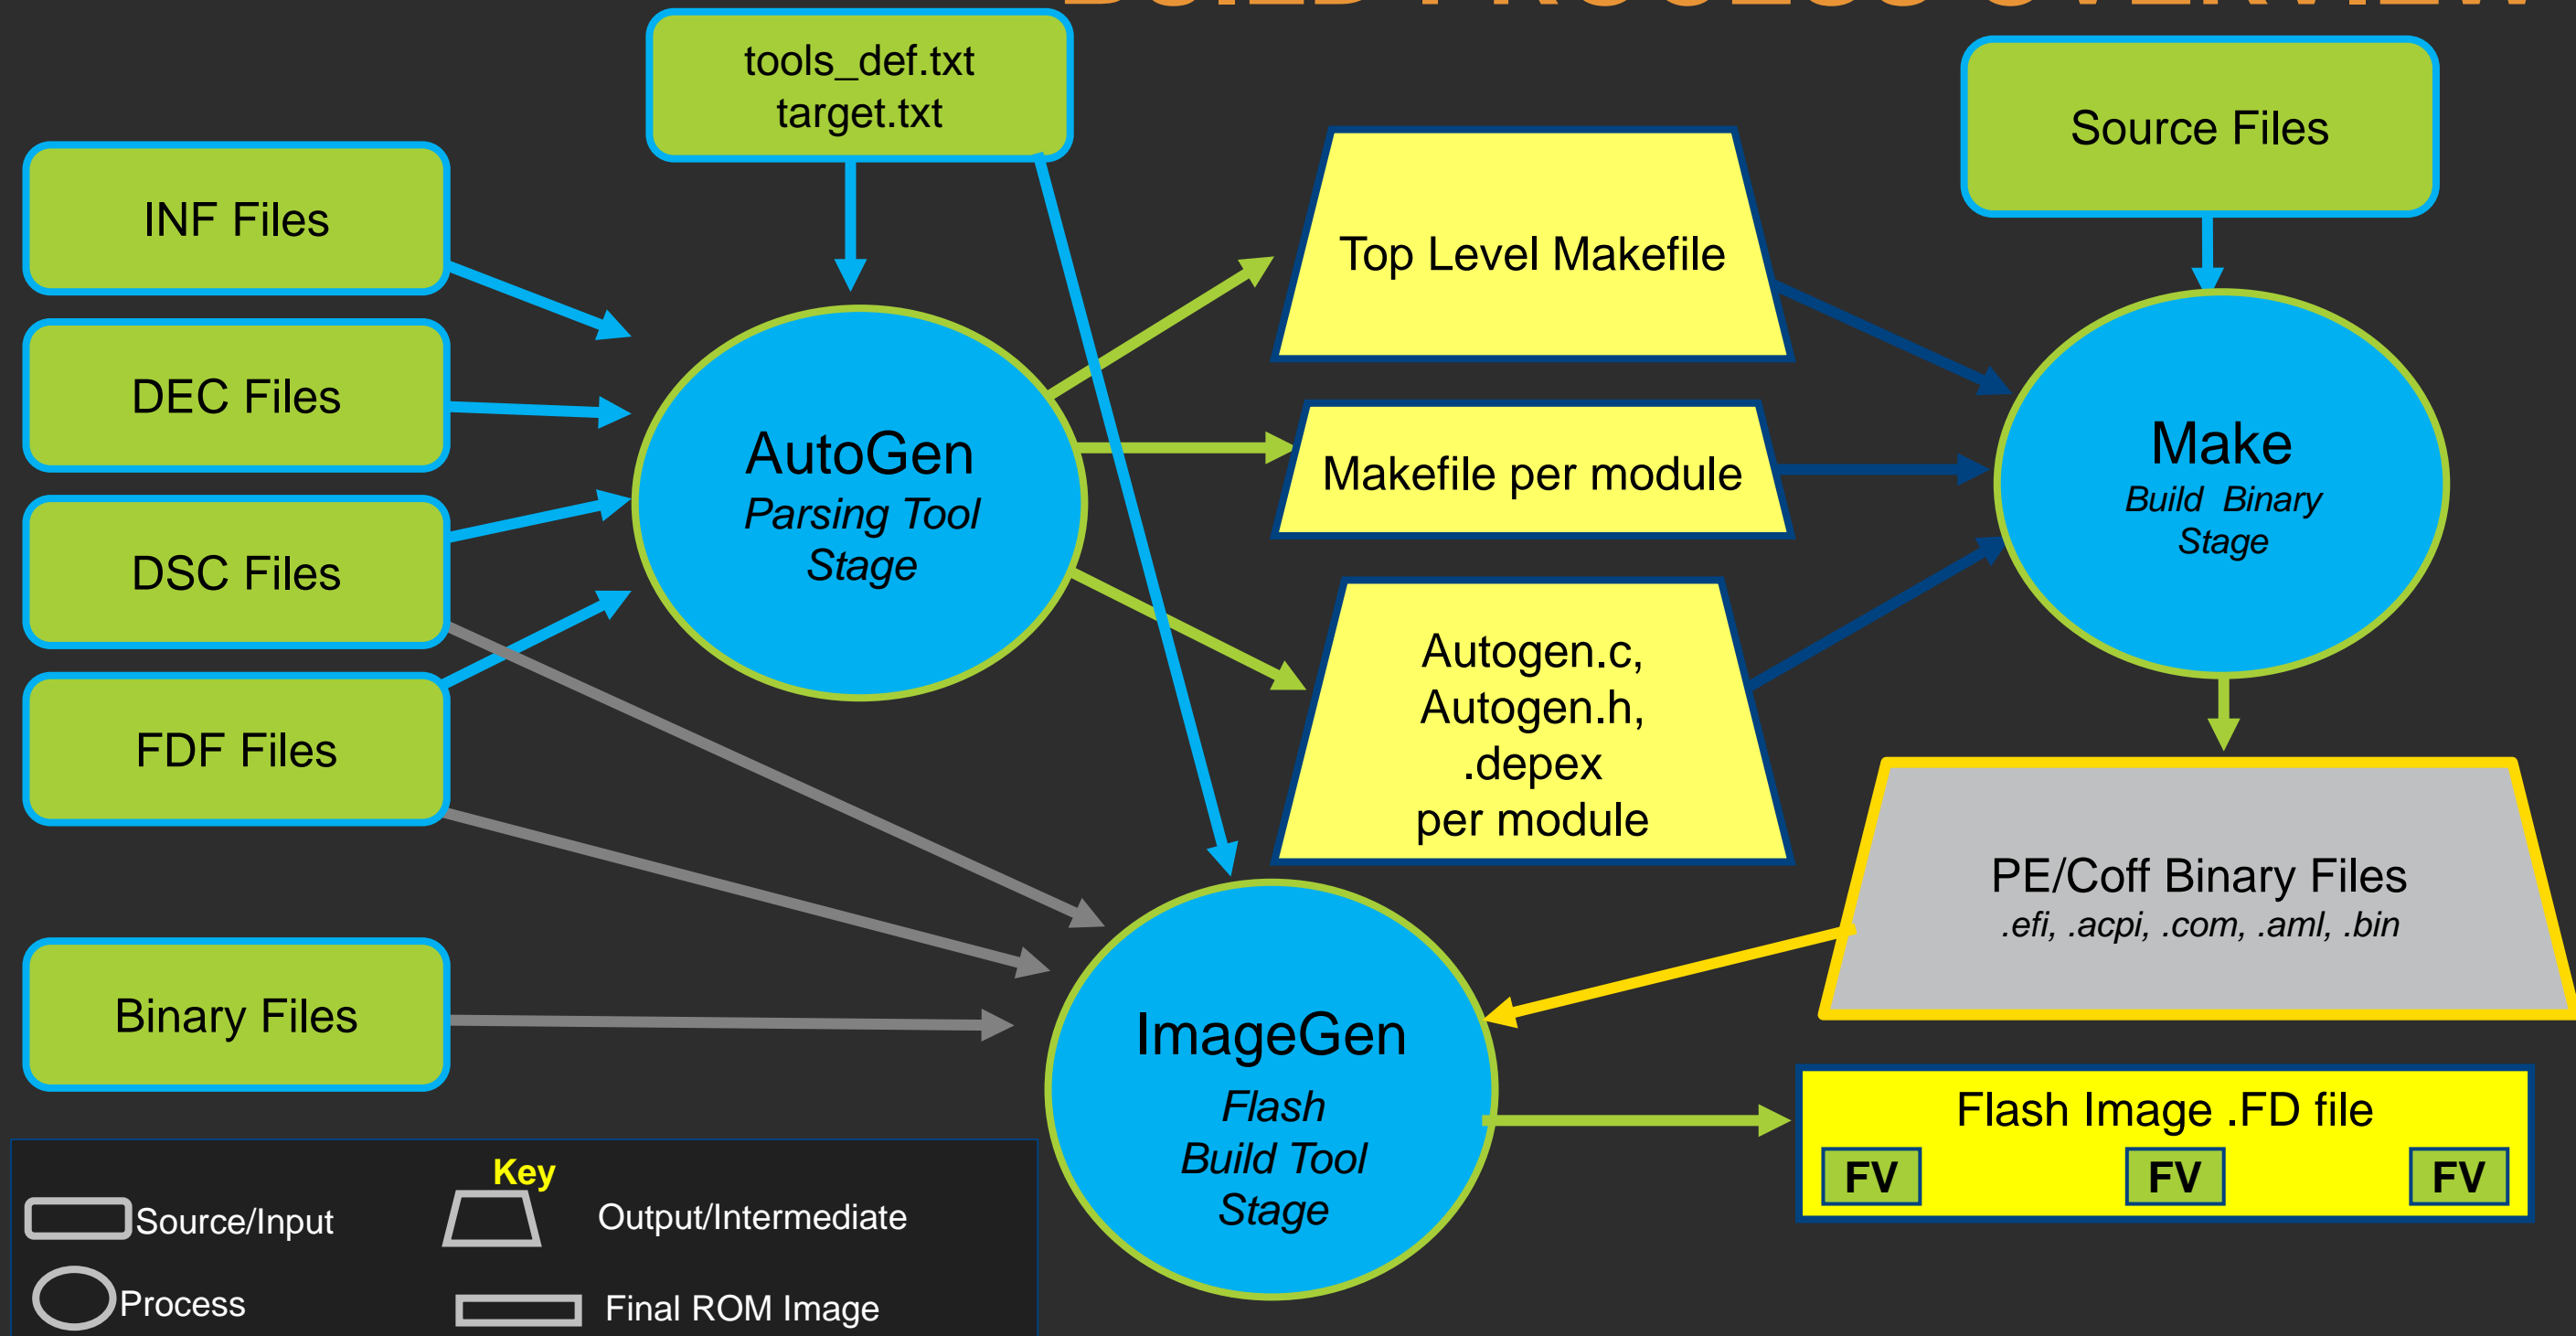 BUILD PROCESS OVERVIEW
tools_def.txt
target.txt
Source Files
INF Files
DEC Files
DSC Files
FDF Files
Binary Files
AutoGen
Parsing Tool
Stage
Top Level Makefile
Makefile per module
Autogen.c,
Autogen.h,
.depex
per module
Make
Build Binary
Stage
PE/Coff Binary Files
.efi, .acpi, .com, .aml, .bin
ImageGen
Flash
Build Tool
Stage
Flash Image .FD file
FV FV FV
Key
Source/Input
Output/Intermediate
Process
Final ROM Image